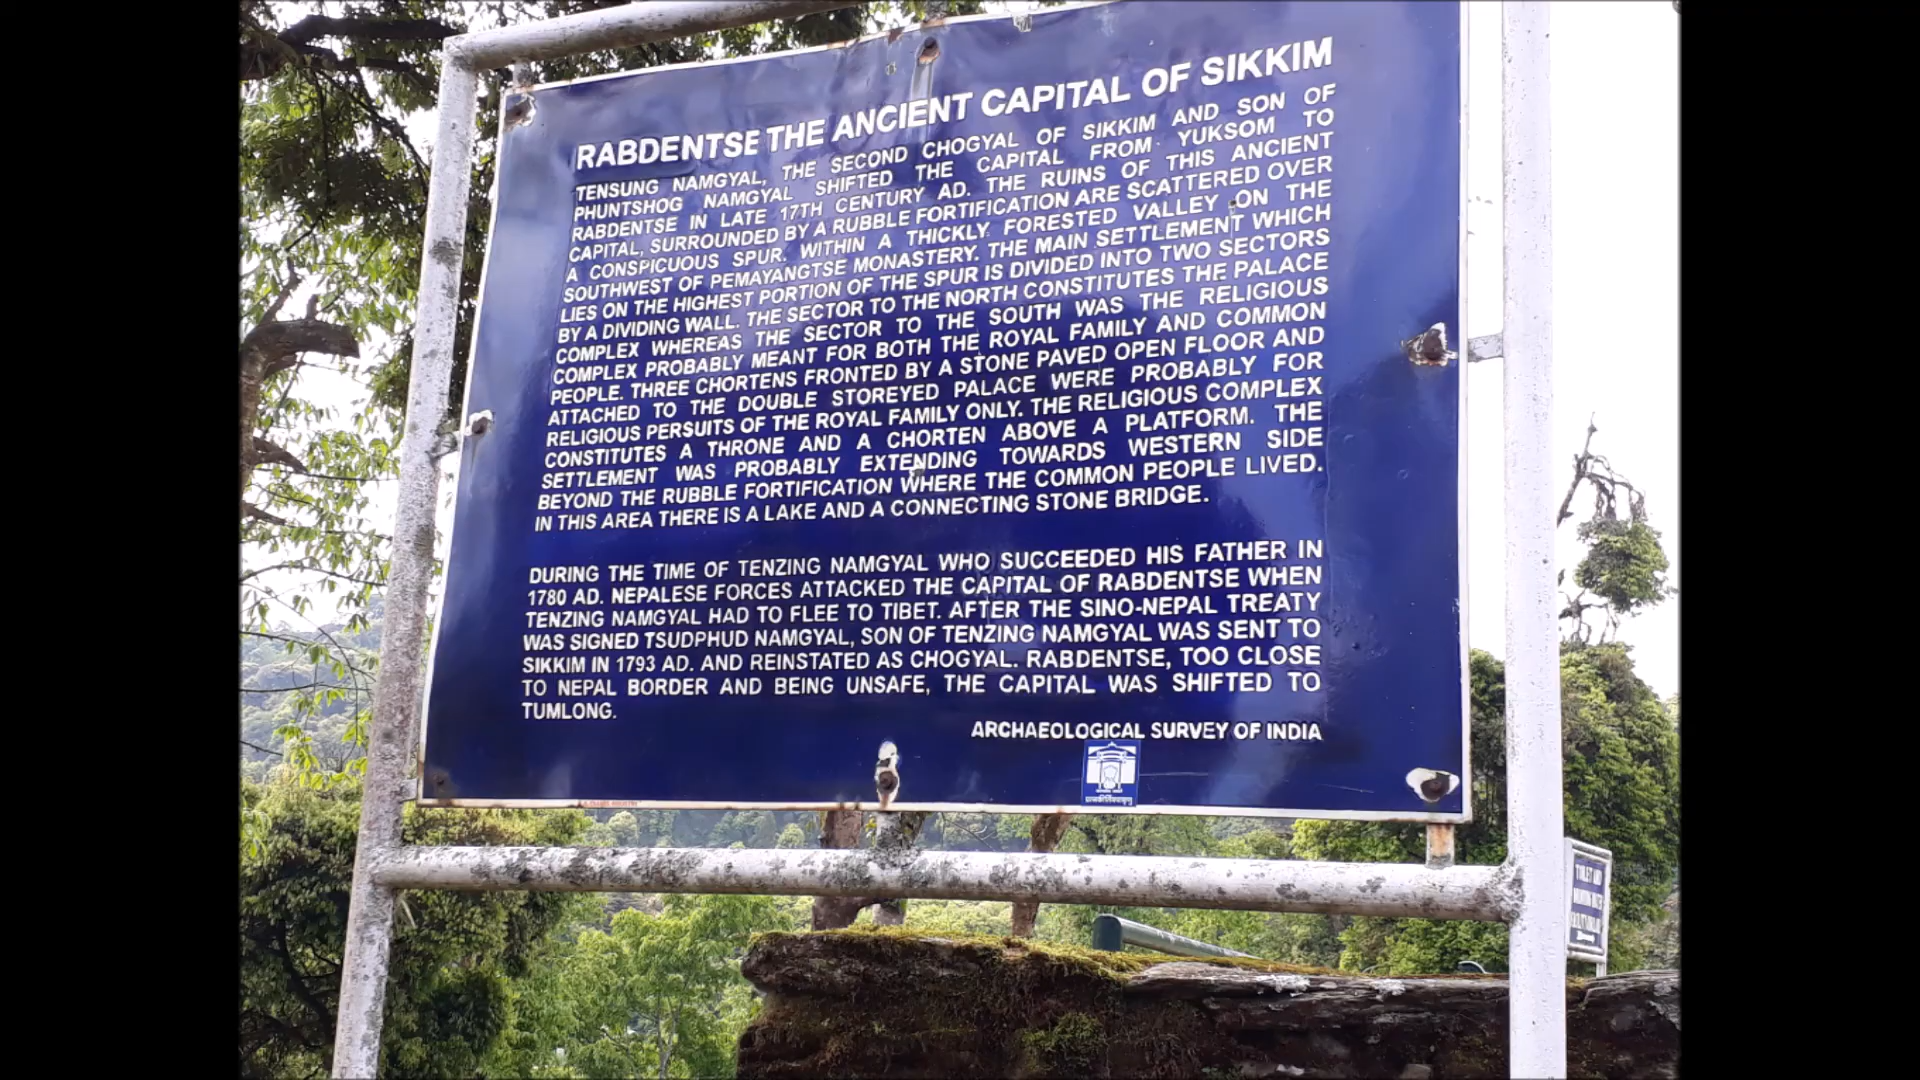 RABDENTSE THE ANCIENT CAPITAL OF SIKKIM
TENSUNG NAMGYAL, THE SECOND CHOGYAL OF SIKKIM AND SON OF
PHUNTSHOG NAMGYAL SHIFTED THE CAPITAL FROM YUKSOM TO
RABDENTSE IN LATE 17TH CENTURY AD. THE RUINS OF THIS ANCIENT
CAPITAL, SURROUNDED BY A RUBBLE FORTIFICATION ARE SCATTERED OVER
A CONSPICUOUS SPUR. WITHIN A THICKLY FORESTED VALLEY ON THE
SOUTHWEST OF PEMAYANGTSE MONASTERY. THE MAIN SETTLEMENT WHICH
LIES ON THE HIGHEST PORTION OF THE SPUR IS DIVIDED INTO TWO SECTORS
BY A DIVIDING WALL. THE SECTOR TO THE NORTH CONSTITUTES THE PALACE
COMPLEX WHEREAS THE SECTOR TO THE SOUTH WAS THE RELIGIOUS
COMPLEX PROBABLY MEANT FOR BOTH THE ROYAL FAMILY AND COMMON
PEOPLE. THREE CHORTENS FRONTED BY A STONE PAVED OPEN FLOOR AND
ATTACHED TO THE DOUBLE STOREYED PALACE WERE PROBABLY FOR
RELIGIOUS PERSUITS OF THE ROYAL FAMILY ONLY. THE RELIGIOUS COMPLEX
CONSTITUTES A THRONE AND A CHORTEN ABOVE A PLATFORM. THE
SETTLEMENT WAS PROBABLY EXTENDING TOWARDS WESTERN SIDE
BEYOND THE RUBBLE FORTIFICATION WHERE THE COMMON PEOPLE LIVED.
IN THIS AREA THERE IS A LAKE AND A CONNECTING STONE BRIDGE.
DURING THE TIME OF TENZING NAMGYAL WHO SUCCEEDED HIS FATHER IN
1780 AD. NEPALESE FORCES ATTACKED THE CAPITAL OF RABDENTSE WHEN
TENZING NAMGYAL HAD TO FLEE TO TIBET. AFTER THE SINO-NEPAL TREATY
WAS SIGNED TSUDPHUD NAMGYAL, SON OF TENZING NAMGYAL WAS SENT TO
SIKKIM IN 1793 AD. AND REINSTATED AS CHOGYAL. RABDENTSE, TOO CLOSE
TO NEPAL BORDER AND BEING UNSAFE, THE CAPITAL WAS SHIFTED TO
TUMLONG.
ARCHAEOLOGICAL SURVEY OF INDIA
TOILET AND